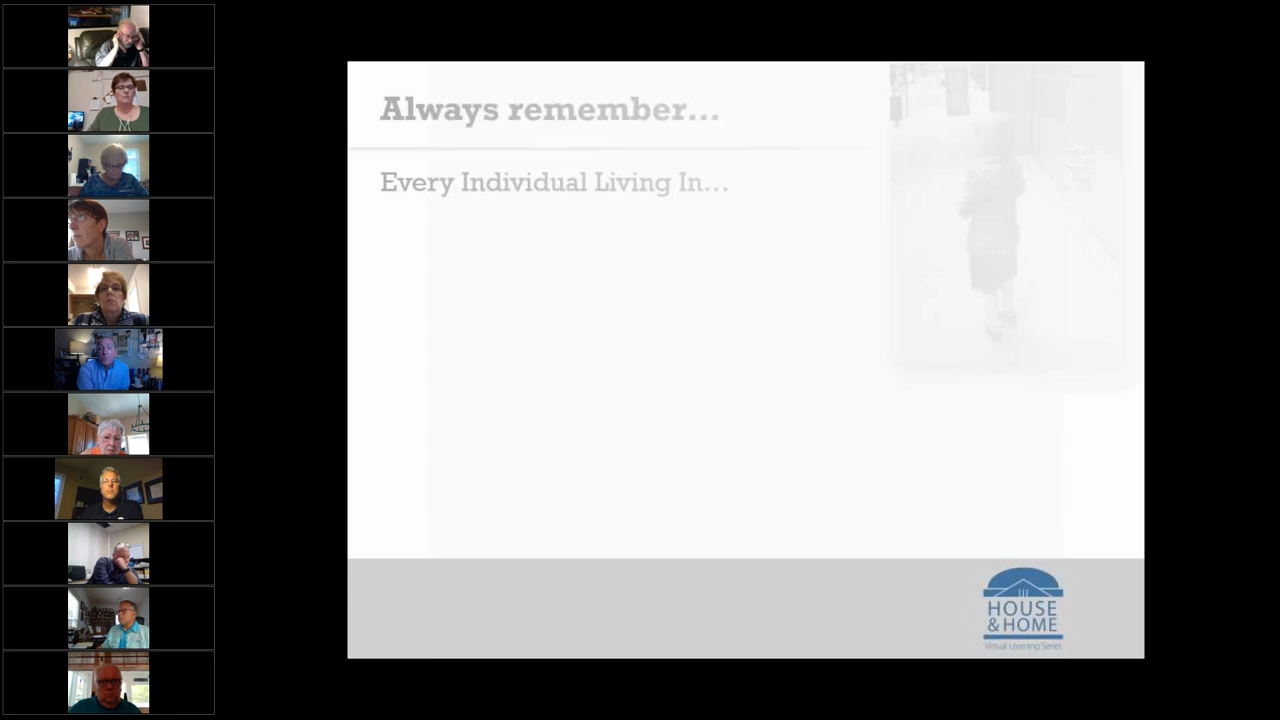 Always remember...
Every Individual Living In...
HOUSE
& HOME
Virtual Learning Series